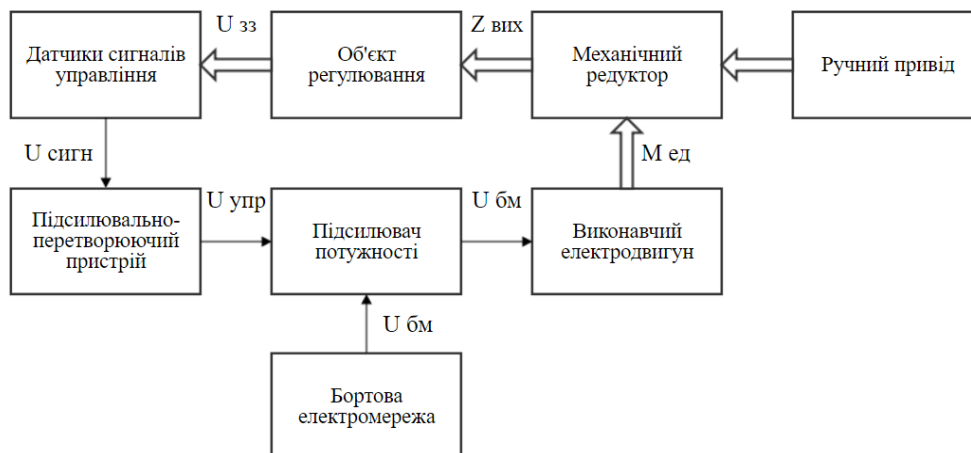 U зз
Z вих
Датчики сигналів
управління
Об'єкт
регулювання
Механічний
редуктор
Ручний привід
U сигн
М ед
U упр
U бм
Підсилювально-
перетворюючий
пристрій
Підсилювач
потужності
Виконавчий
електродвигун
U бм
Бортова
електромережа